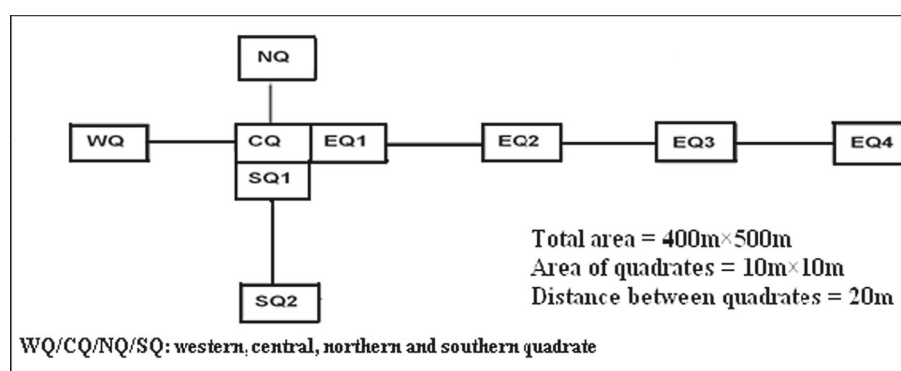 NQ
WQ CQ EQ1 EQ2 EQ3 EQ4
SQ1
Total area = 400m×500m
Area of quadrates = 10m×10m
Distance between quadrates = 20m
SQ2
WQ/CQ/NQ/SQ: western, central, northern and southern quadrate